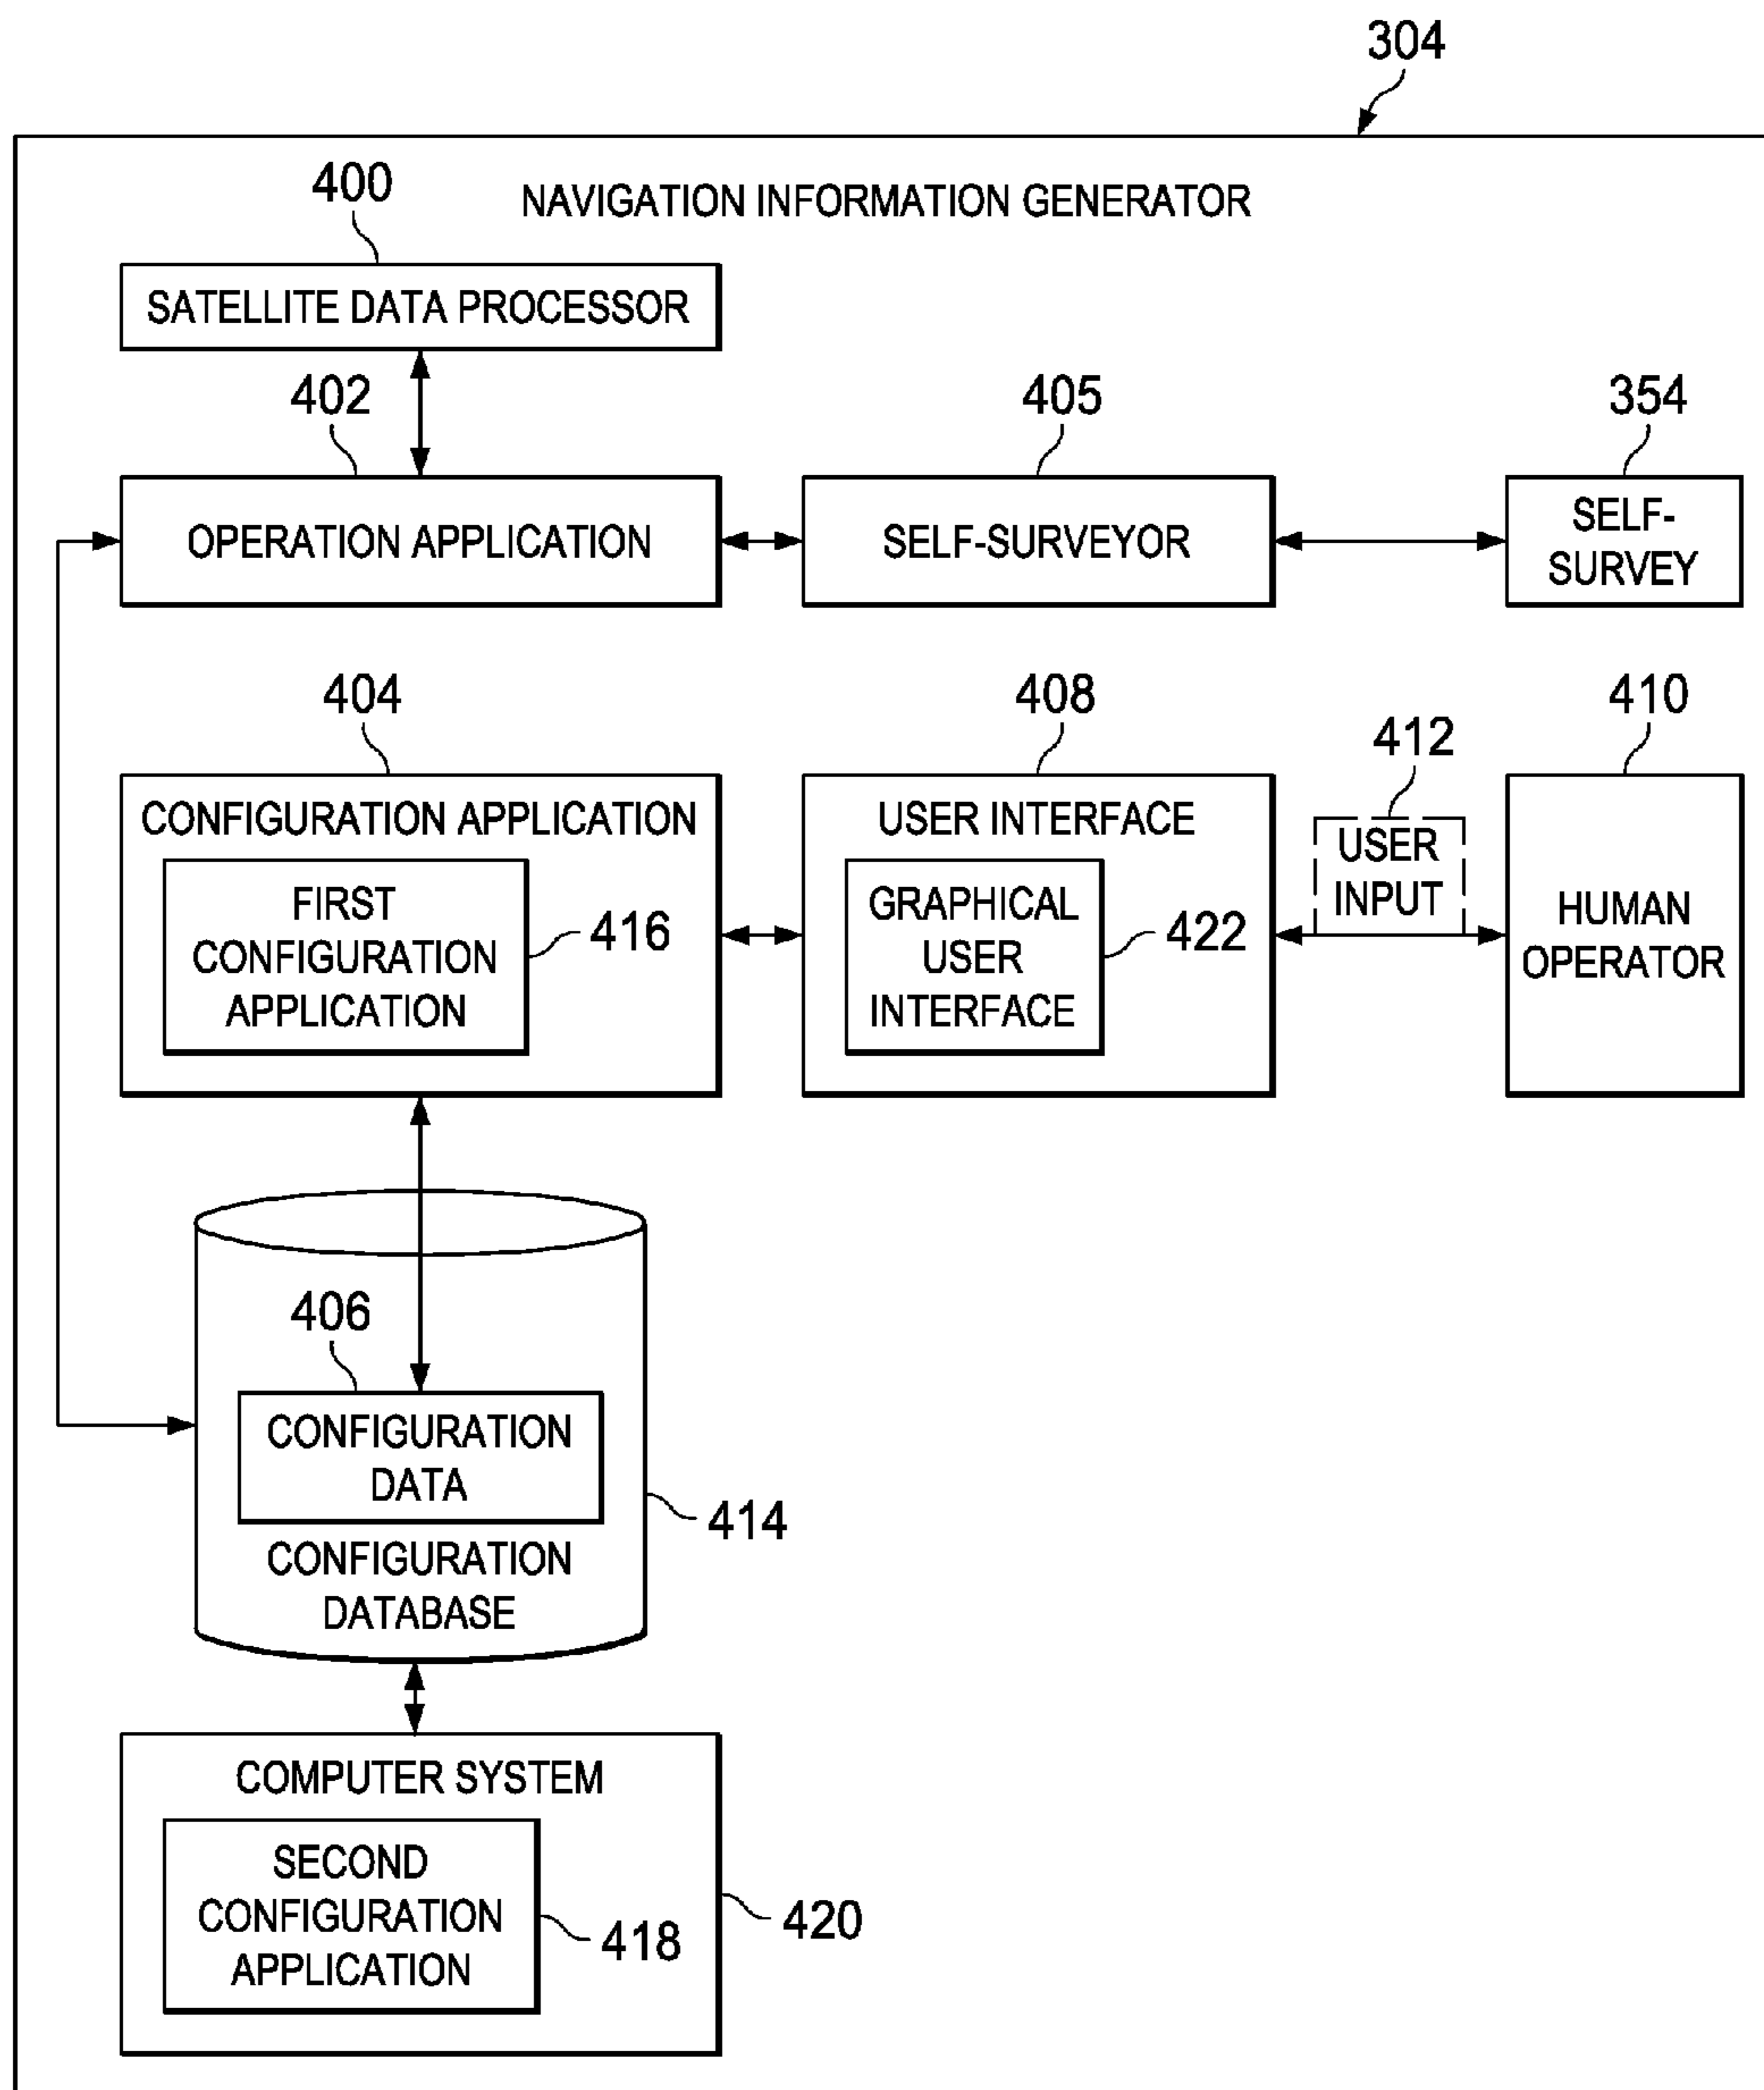 304
NAVIGATION INFORMATION GENERATOR
400
SATELLITE DATA PROCESSOR
402
OPERATION APPLICATION
405
SELF-SURVEYOR
354
SELF-
SURVEY
404
CONFIGURATION APPLICATION
FIRST
CONFIGURATION
APPLICATION
416
408
USER INTERFACE
GRAPHICAL
USER
INTERFACE
422
412
USER
INPUT
410
HUMAN
OPERATOR
406
CONFIGURATION
DATA
CONFIGURATION
DATABASE
414
COMPUTER SYSTEM
SECOND
CONFIGURATION
APPLICATION
418
420